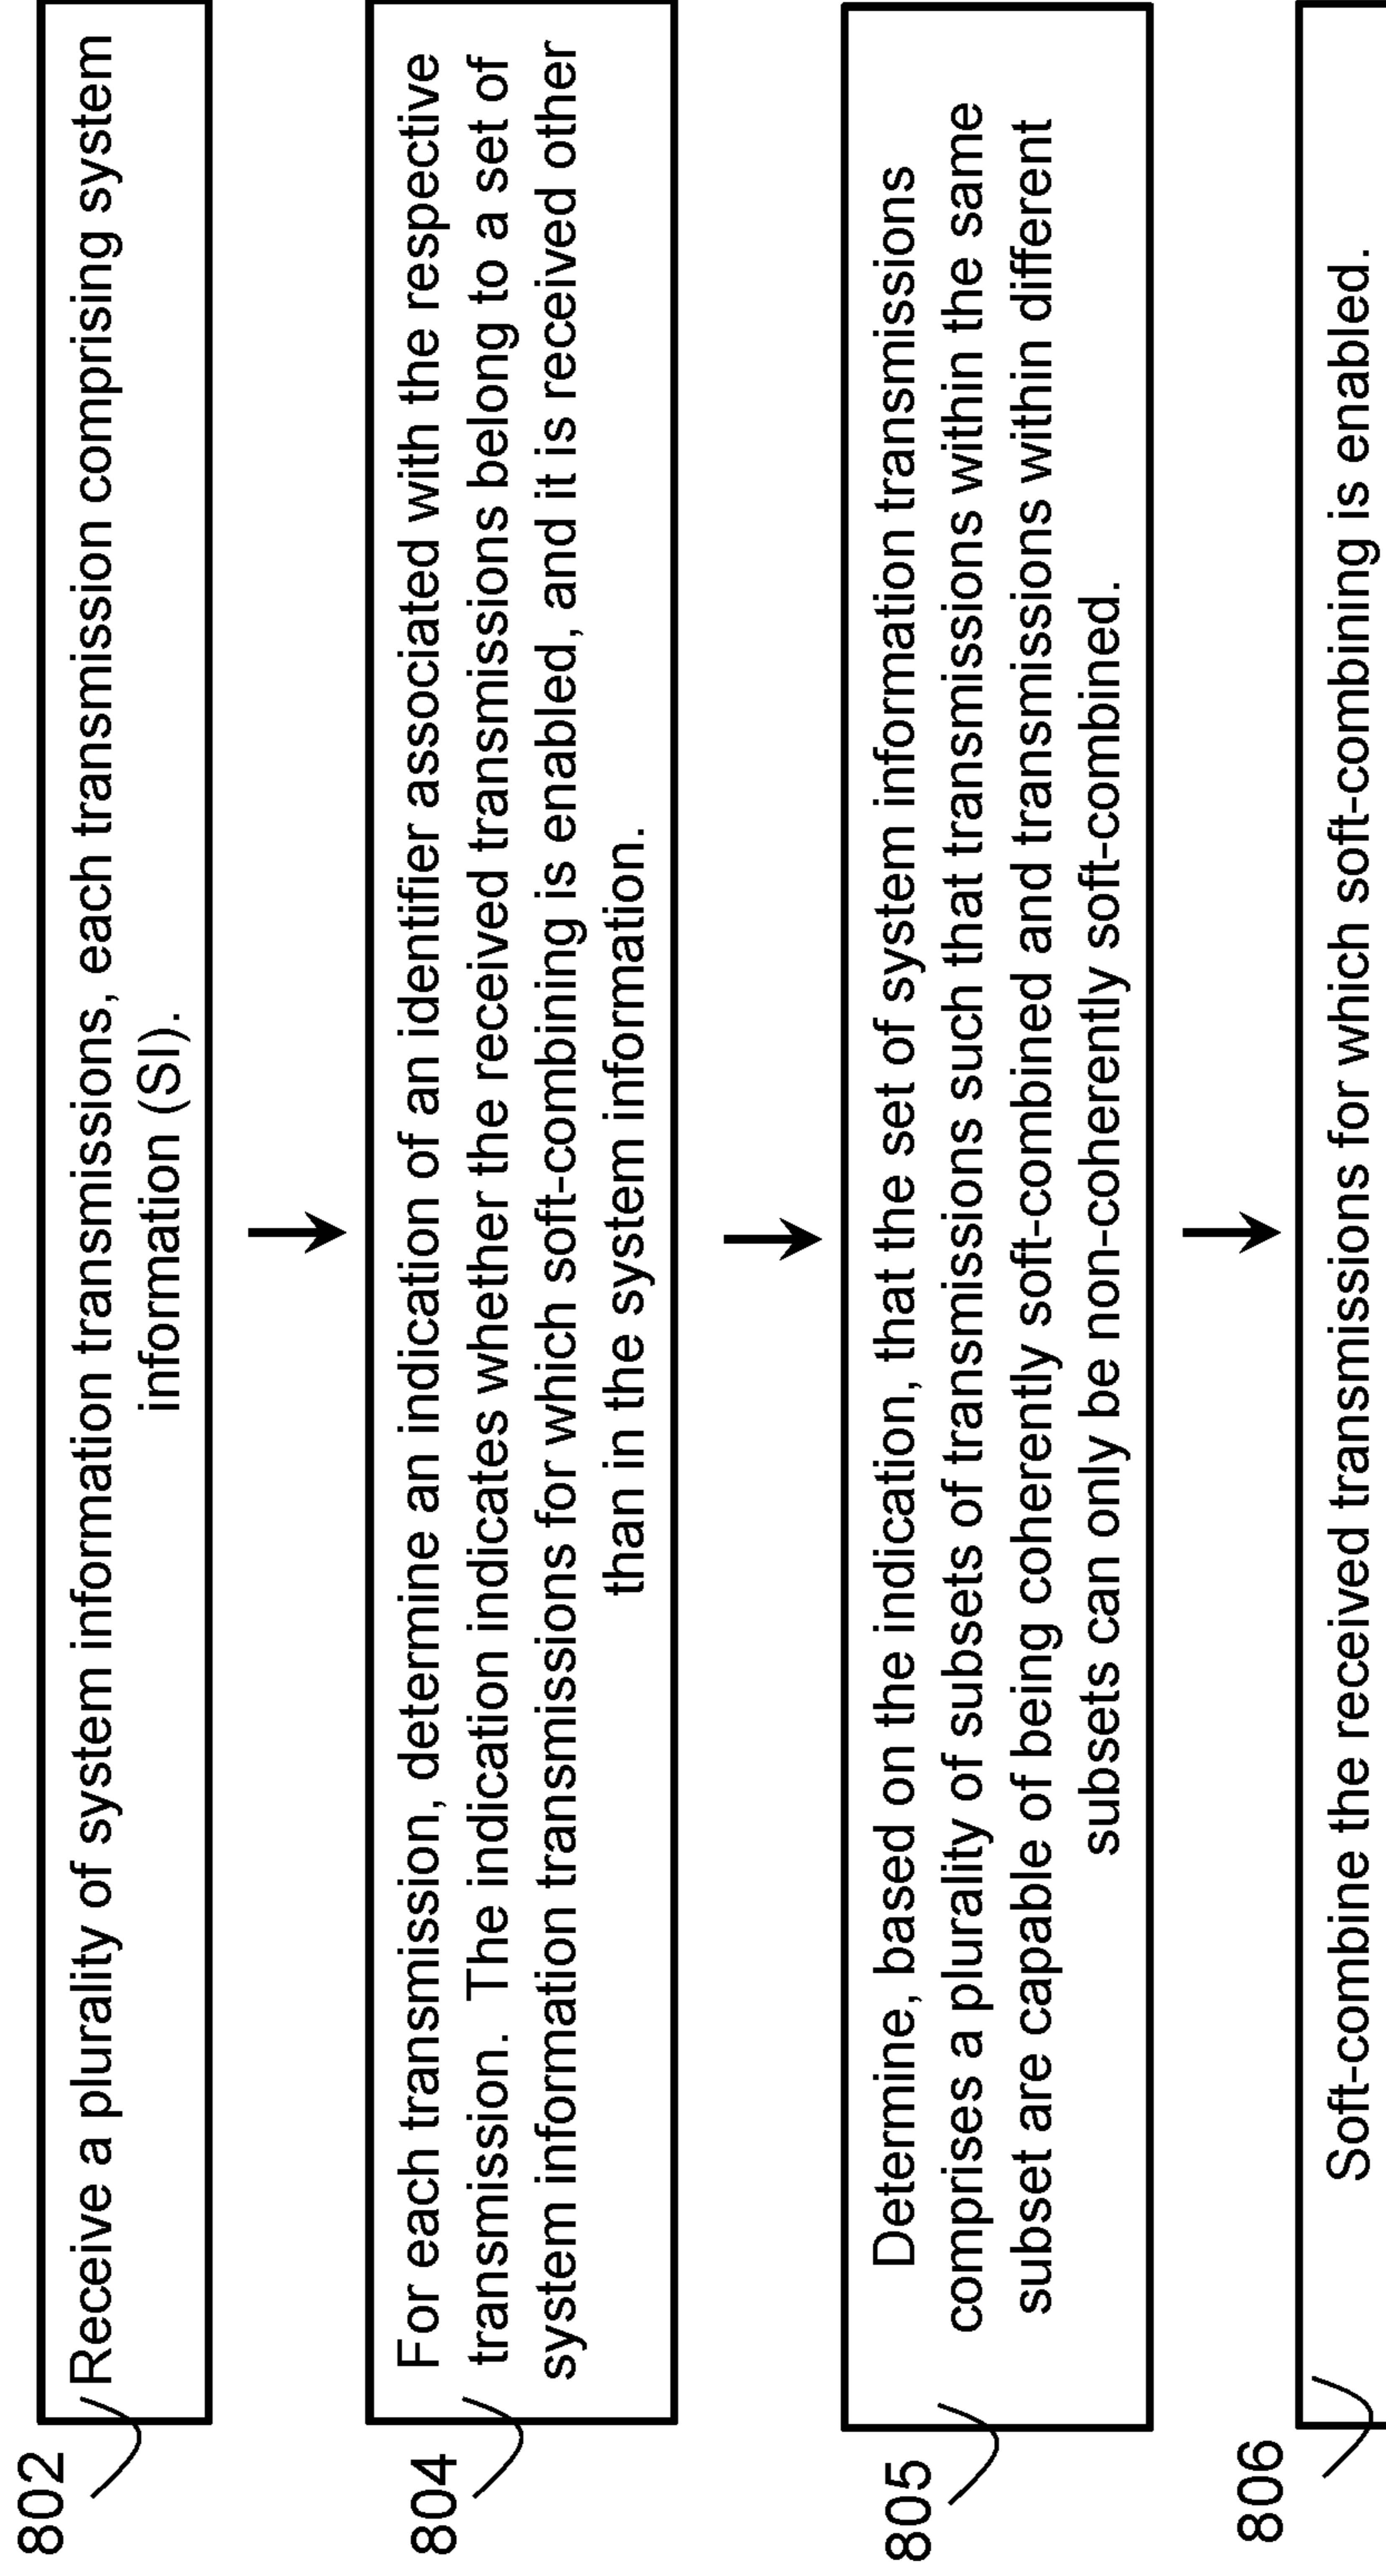 802
Receive a plurality of system information transmissions, each transmission comprising system
information (SI).
804
For each transmission, determine an indication of an identifier associated with the respective
transmission. The indication indicates whether the received transmissions belong to a set of
system information transmissions for which soft-combining is enabled, and it is received other
than in the system information.
805
Determine, based on the indication, that the set of system information transmissions
comprises a plurality of subsets of transmissions such that transmissions within the same
subset are capable of being coherently soft-combined and transmissions within different
subsets can only be non-coherently soft-combined.
806
Soft-combine the received transmissions for which soft-combining is enabled.